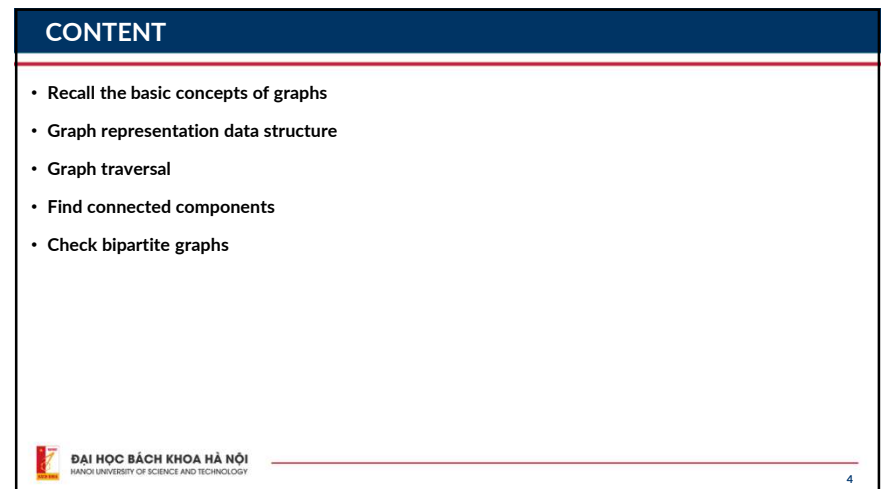 CONTENT
• Recall the basic concepts of graphs
• Graph representation data structure
• Graph traversal
• Find connected components
• Check bipartite graphs
ĐẠI HỌC BÁCH KHOA HÀ NỘI
HANOI UNIVERSITY OF SCIENCE AND TECHNOLOGY
4